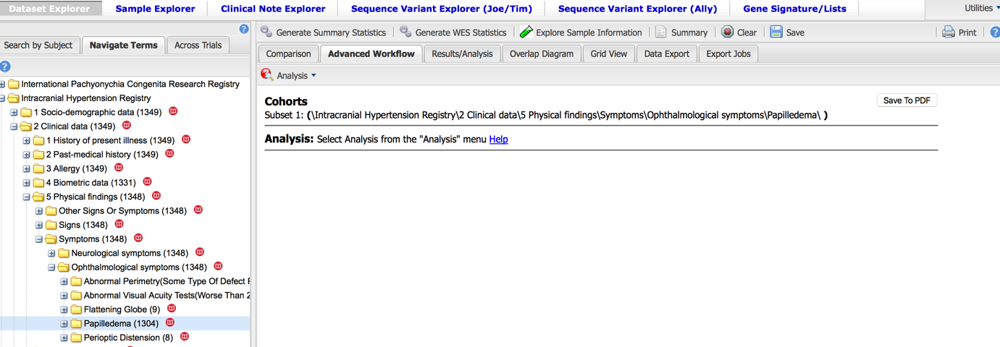 Dataset Explorer Sample Explorer Clinical Note Explorer Sequence Variant Explorer (Joe/Tim) Sequence Variant Explorer (Ally) Gene Signature/Lists Utilities
Generate Summary Statistics Generate WES Statistics Explore Sample Information Summary Clear Save Print
Search by Subject Navigate Terms Across Trials
Comparison Advanced Workflow Results/Analysis Overlap Diagram Grid View Data Export Export Jobs
Analysis
International Pachyonychia Congenita Research Registry
Intracranial Hypertension Registry
1 Socio-demographic data (1349)
2 Clinical data (1349)
1 History of present illness (1349)
2 Past-medical history (1349)
3 Allergy (1349)
4 Biometric data (1331)
5 Physical findings (1348)
Other Signs Or Symptoms (1348)
Signs (1348)
Symptoms (1348)
Neurological symptoms (1348)
Ophthalmological symptoms (1348)
Abnormal Perimetry(Some Type Of Defect
Abnormal Visual Acuity Tests(Worse Than 2
Flattening Globe (9)
Papilledema (1304)
Perioptic Distension (8)
Cohorts
Save To PDF
Subset 1: (\Intracranial Hypertension Registry\2 Clinical data\5 Physical findings\Symptoms\Ophthalmological symptoms\Papilledema\ )
Analysis: Select Analysis from the "Analysis" menu Help